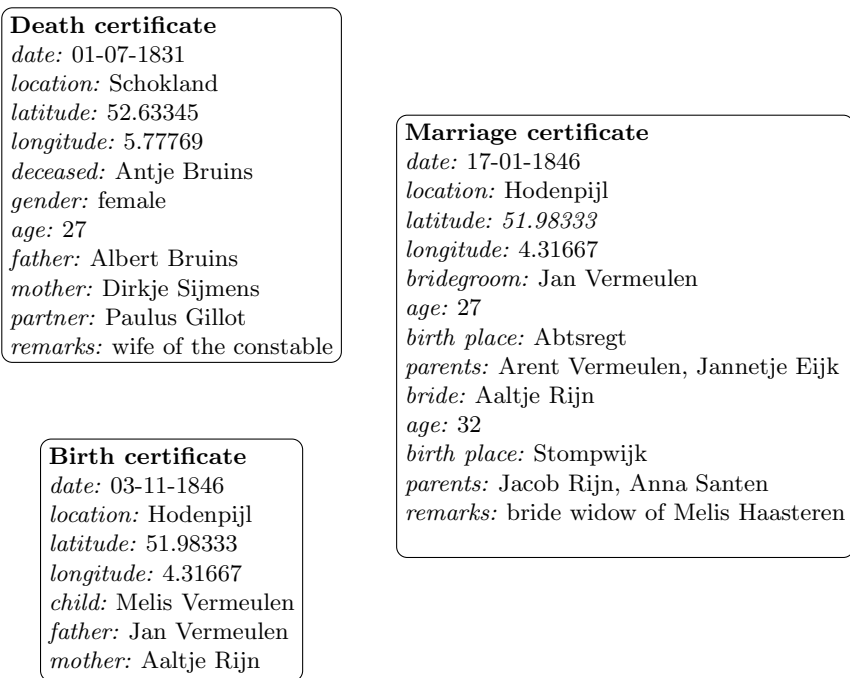 Death certificate
date: 01-07-1831
location: Schokland
latitude: 52.63345
longitude: 5.77769
deceased: Antje Bruins
gender: female
age: 27
father: Albert Bruins
mother: Dirkje Sijmens
partner: Paulus Gillot
remarks: wife of the constable
Birth certificate
date: 03-11-1846
location: Hodenpijl
latitude: 51.98333
longitude: 4.31667
child: Melis Vermeulen
father: Jan Vermeulen
mother: Aaltje Rijn
Marriage certificate
date: 17-01-1846
location: Hodenpijl
latitude: 51.98333
longitude: 4.31667
bridegroom: Jan Vermeulen
age: 27
birth place: Abtsregt
parents: Arent Vermeulen, Jannetje Eijk
bride: Aaltje Rijn
age: 32
birth place: Stompwijk
parents: Jacob Rijn, Anna Santen
remarks: bride widow of Melis Haasteren